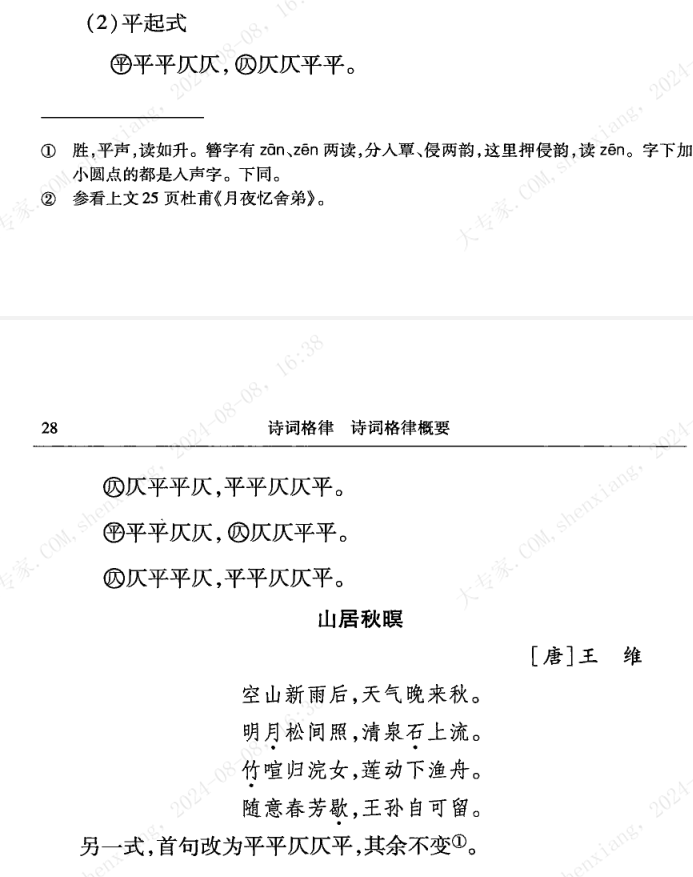 (2)平起式
㊉平平仄仄,㊉仄仄平平。
① 胜,平声,读如升。簪字有 zān、zēn 两读,分入覃、侵两韵,这里押侵韵,读 zēn。字下加
小圆点的都是入声字。下同。
② 参看上文 25 页杜甫《月夜忆舍弟》。
28 诗词格律 诗词格律概要
仄仄平平仄,平平仄仄平。
平平平仄仄,仄仄仄平平。
仄仄平平仄,平平仄仄平。
山居秋暝
[唐]王 维
空山新雨后,天气晚来秋。
明月松间照,清泉石上流。
竹喧归浣女,莲动下渔舟。
随意春芳歇,王孙自可留。
另一式,首句改为平平仄仄平,其余不变①。
大专家.COM, shenxiang, 2024-08-08, 16:38